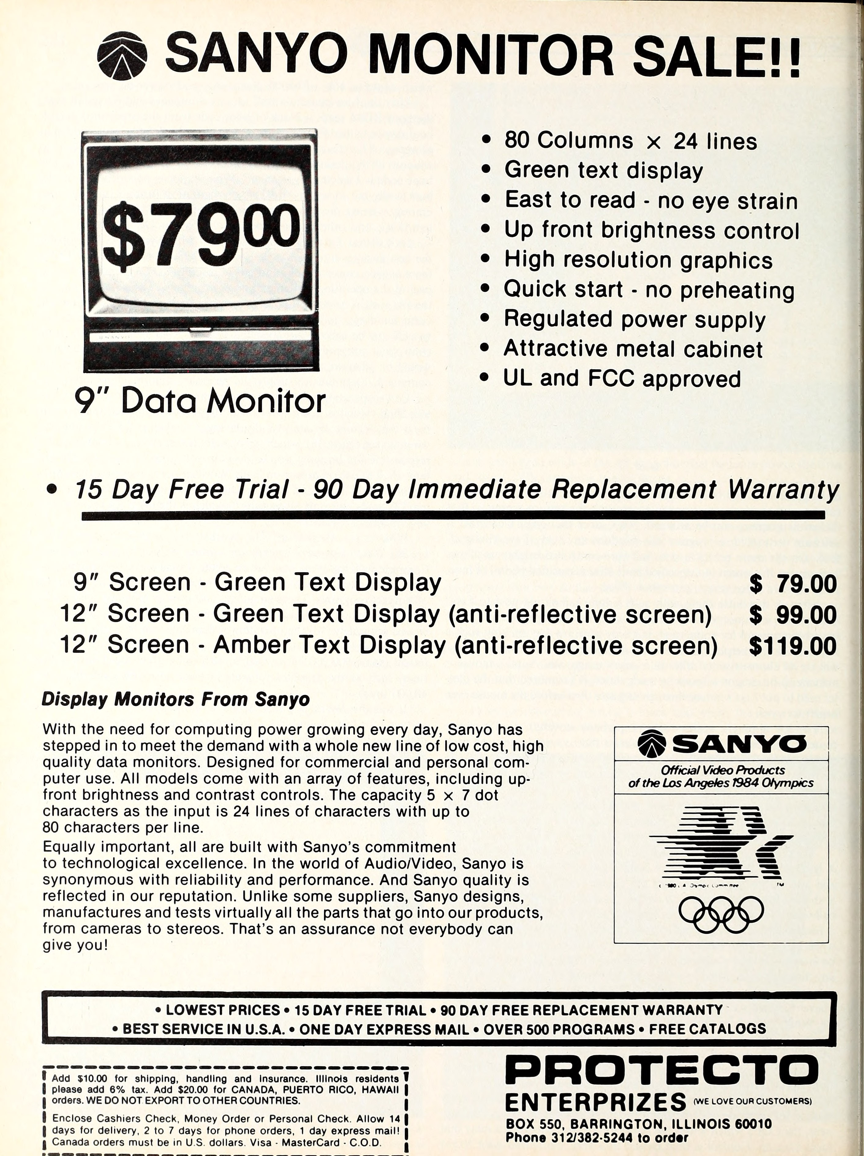 SANYO MONITOR SALE!!
$7900
9" Data Monitor
• 80 Columns x 24 lines
• Green text display
• East to read - no eye strain
• Up front brightness control
• High resolution graphics
• Quick start - no preheating
• Regulated power supply
• Attractive metal cabinet
• UL and FCC approved
• 15 Day Free Trial - 90 Day Immediate Replacement Warranty
9" Screen - Green Text Display $ 79.00
12" Screen - Green Text Display (anti-reflective screen) $ 99.00
12" Screen - Amber Text Display (anti-reflective screen) $119.00
Display Monitors From Sanyo
With the need for computing power growing every day, Sanyo has
stepped in to meet the demand with a whole new line of low cost, high
quality data monitors. Designed for commercial and personal com-
puter use. All models come with an array of features, including up-
front brightness and contrast controls. The capacity 5 x 7 dot
characters as the input is 24 lines of characters with up to
80 characters per line.
Equally important, all are built with Sanyo's commitment
to technological excellence. In the world of Audio/Video, Sanyo is
synonymous with reliability and performance. And Sanyo quality is
reflected in our reputation. Unlike some suppliers, Sanyo designs,
manufactures and tests virtually all the parts that go into our products,
from cameras to stereos. That's an assurance not everybody can
give you!
SANYO
Official Video Products
of the Los Angeles 1984 Olympics
TM
• LOWEST PRICES • 15 DAY FREE TRIAL • 90 DAY FREE REPLACEMENT WARRANTY
• BEST SERVICE IN U.S.A. • ONE DAY EXPRESS MAIL • OVER 500 PROGRAMS • FREE CATALOGS
Add $10.00 for shipping, handling and insurance. Illinois residents
please add 6% tax. Add $20.00 for CANADA, PUERTO RICO, HAWAII
orders. WE DO NOT EXPORT TO OTHER COUNTRIES.
Enclose Cashiers Check, Money Order or Personal Check. Allow 14
days for delivery, 2 to 7 days for phone orders, 1 day express mail!
Canada orders must be in U.S. dollars. Visa - MasterCard - C.O.D.
PROTECTO
ENTERPRIZES (WE LOVE OUR CUSTOMERS)
BOX 550, BARRINGTON, ILLINOIS 60010
Phone 312/382-5244 to order